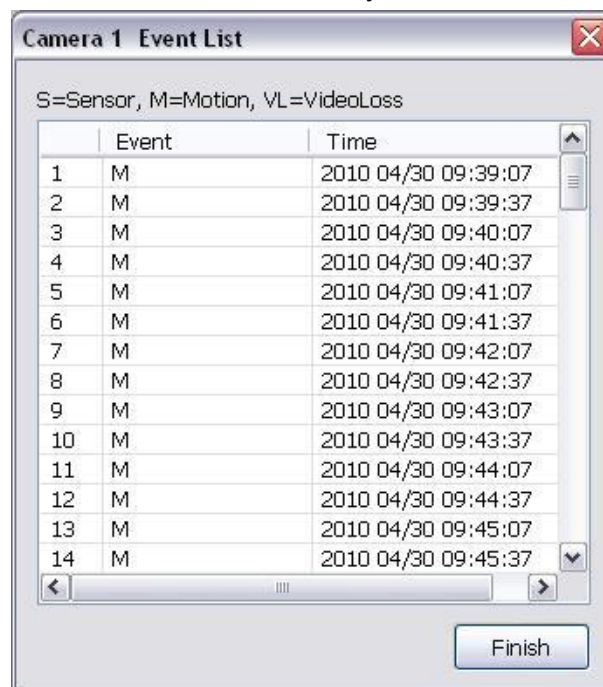 Camera 1 Event List
S=Sensor, M=Motion, VL=VideoLoss
Event Time
1 M 2010 04/30 09:39:07
2 M 2010 04/30 09:39:37
3 M 2010 04/30 09:40:07
4 M 2010 04/30 09:40:37
5 M 2010 04/30 09:41:07
6 M 2010 04/30 09:41:37
7 M 2010 04/30 09:42:07
8 M 2010 04/30 09:42:37
9 M 2010 04/30 09:43:07
10 M 2010 04/30 09:43:37
11 M 2010 04/30 09:44:07
12 M 2010 04/30 09:44:37
13 M 2010 04/30 09:45:07
14 M 2010 04/30 09:45:37
Finish